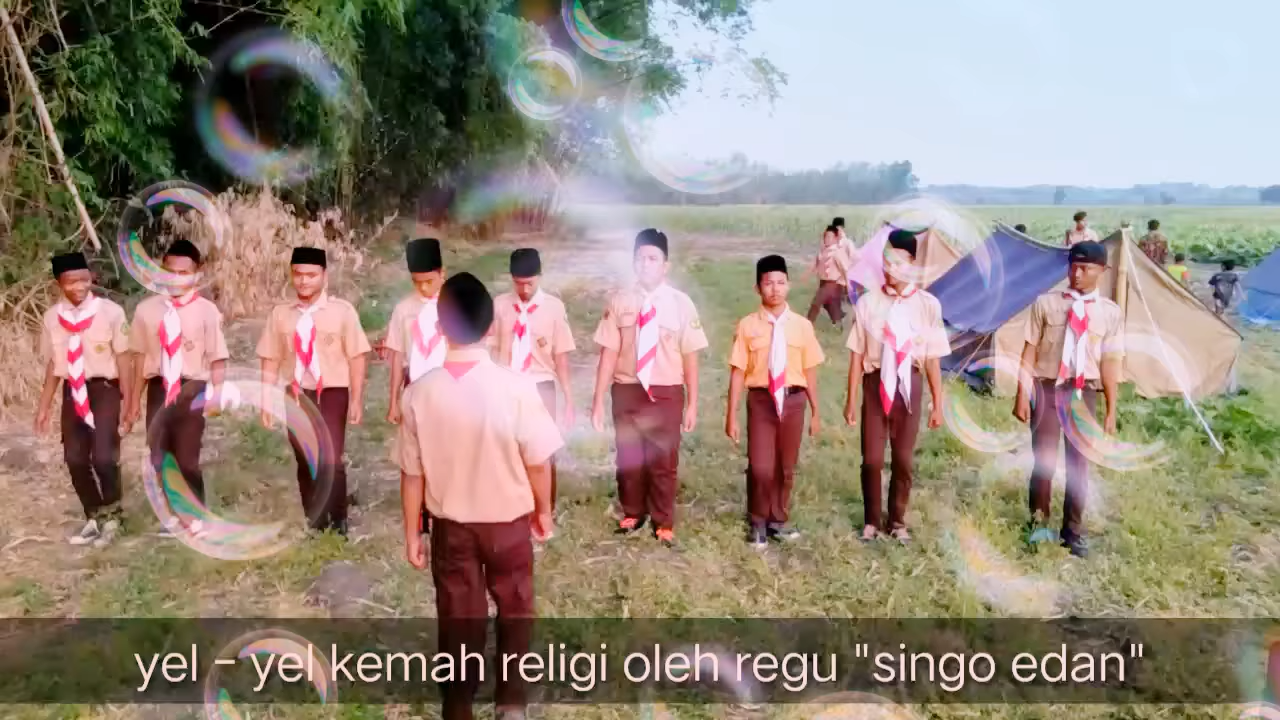 yel - yel kemah religi oleh regu "singo edan"